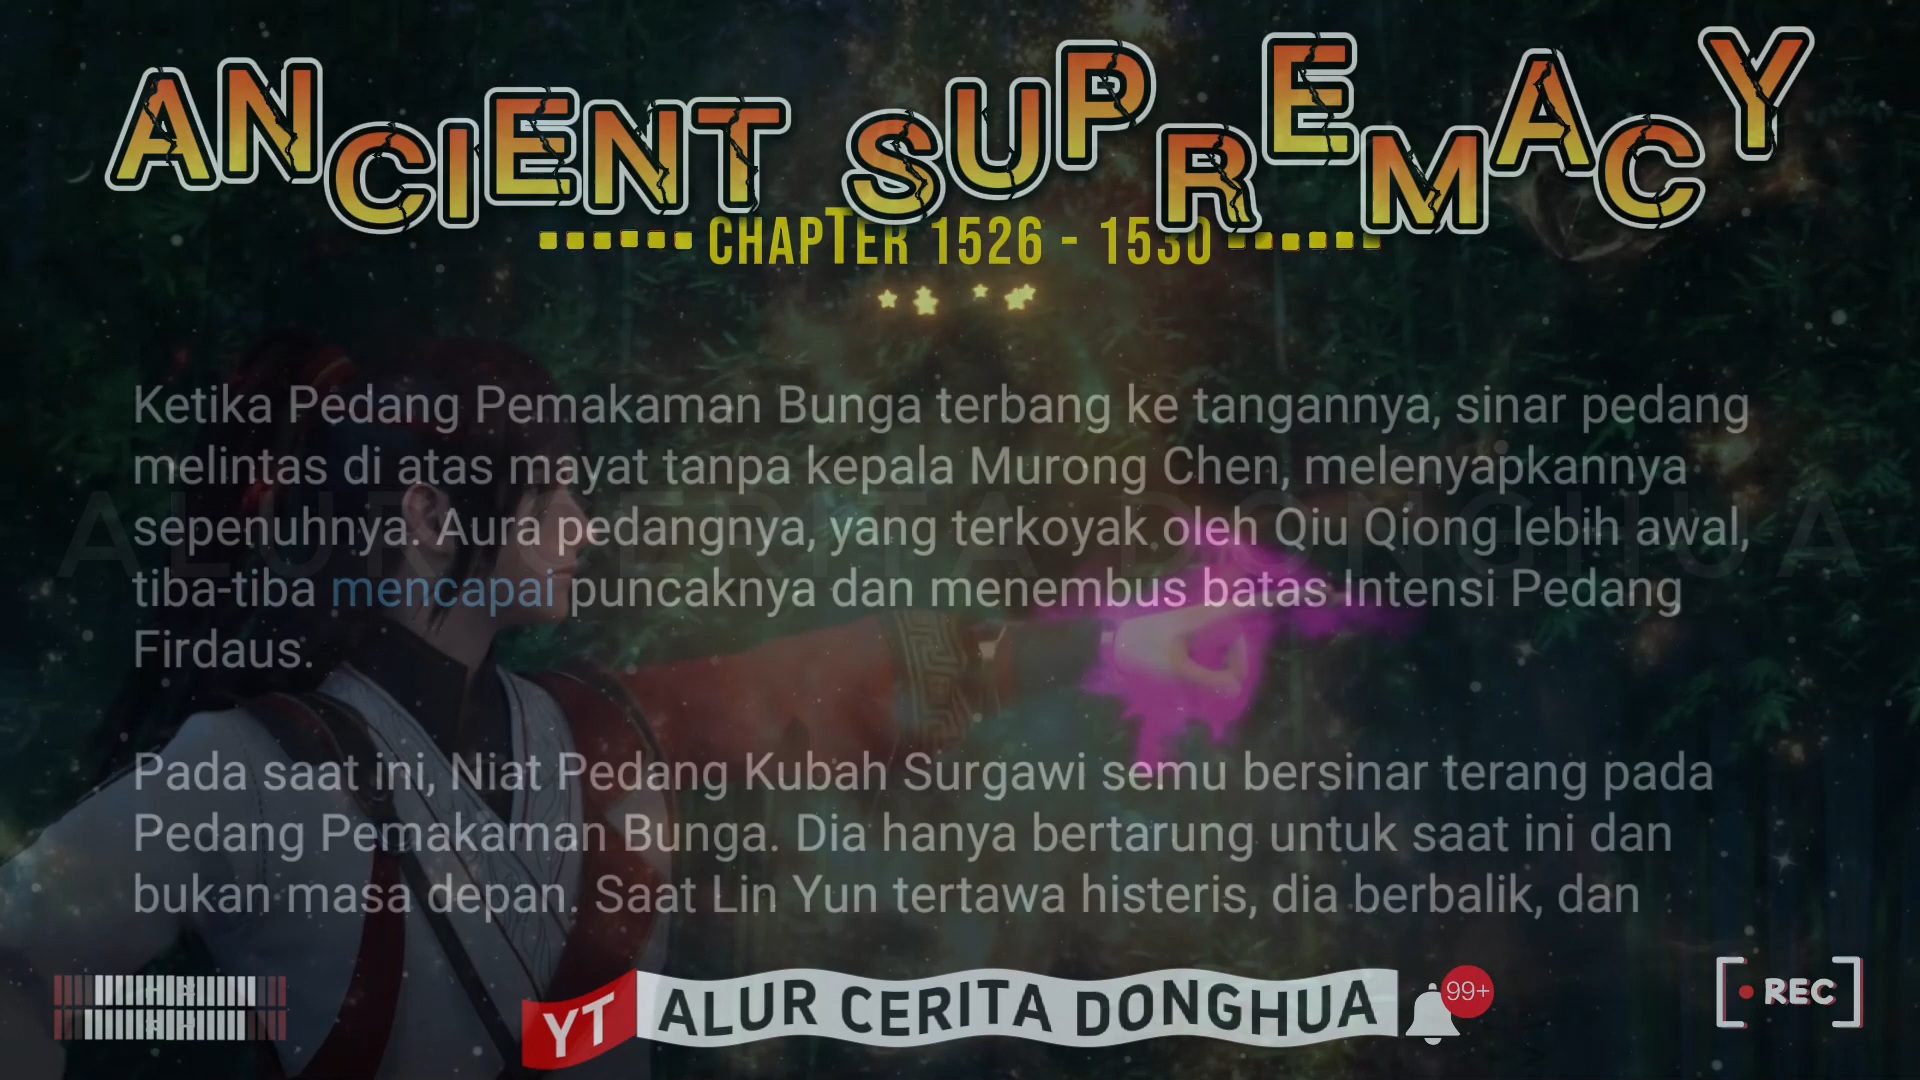 ANCIENT SUPREMACY
CHAPTER 1526 - 1530
Ketika Pedang Pemakaman Bunga terbang ke tangannya, sinar pedang
melintas di atas mayat tanpa kepala Murong Chen, melenyapkannya
ALUR CERITA DONGHUA
sepenuhnya. Aura pedangnya, yang terkoyak oleh Qiu Qiong lebih awal,
tiba-tiba mencapai puncaknya dan menembus batas Intensi Pedang
Firdaus.
Pada saat ini, Niat Pedang Kubah Surgawi semu bersinar terang pada
Pedang Pemakaman Bunga. Dia hanya bertarung untuk saat ini dan
bukan masa depan. Saat Lin Yun tertawa histeris, dia berbalik, dan
YT ALUR CERITA DONGHUA 99+
REC